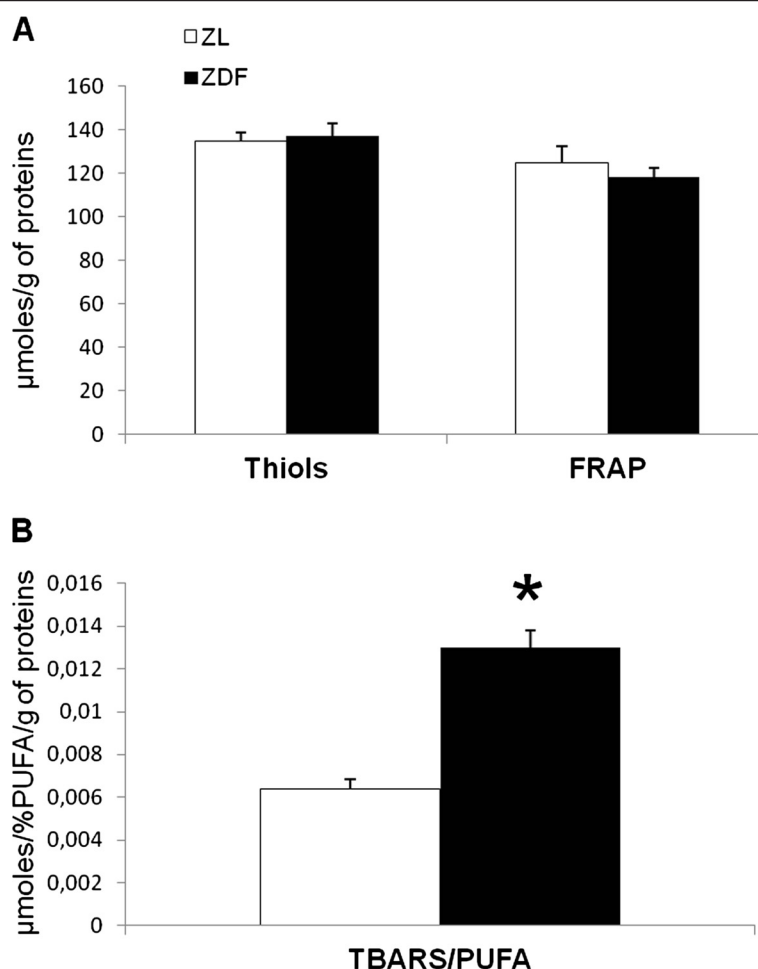 A
ZL
ZDF
µmoles/g of proteins
160
140
120
100
80
60
40
20
0
Thiols
FRAP
B
*
µmoles/%PUFA/g of proteins
0,016
0,014
0,012
0,01
0,008
0,006
0,004
0,002
0
TBARS/PUFA